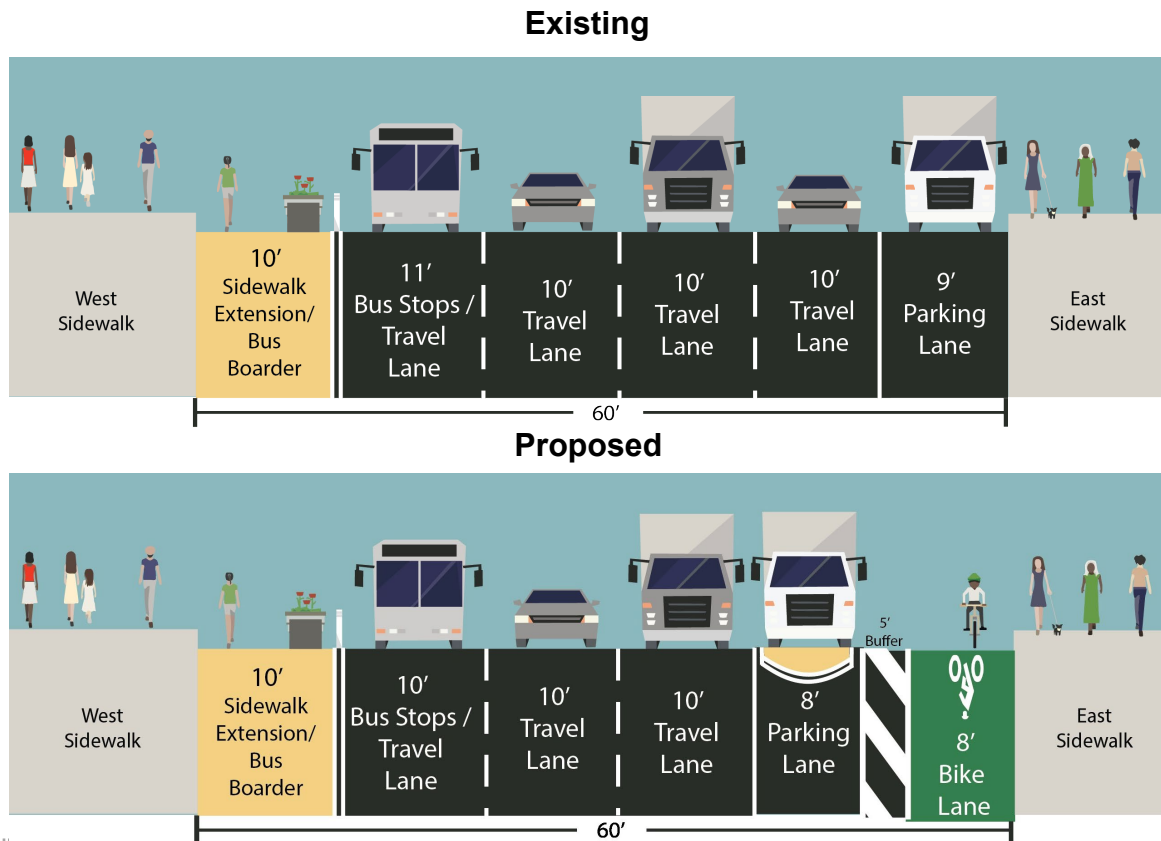 Existing
West
Sidewalk
10’
Sidewalk
Extension/
Bus
Boarder
11’
Bus Stops /
Travel
Lane
10’
Travel
Lane
10’
Travel
Lane
10’
Travel
Lane
9’
Parking
Lane
East
Sidewalk
60’
Proposed
West
Sidewalk
10’
Sidewalk
Extension/
Bus
Boarder
10’
Bus Stops /
Travel
Lane
10’
Travel
Lane
10’
Travel
Lane
8’
Parking
Lane
5’
Buffer
8’
Bike
Lane
East
Sidewalk
60’